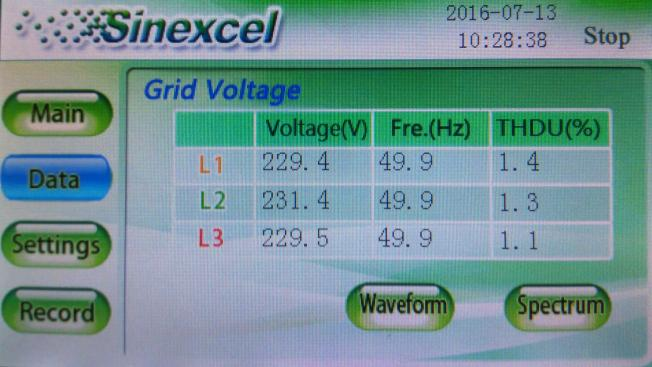 Sinexcel
2016-07-13
10:28:38 Stop
Grid Voltage
Main
Data
Settings
Record
Voltage(V) Fre.(Hz) THDU(%)
L1 229.4 49.9 1.4
L2 231.4 49.9 1.3
L3 229.5 49.9 1.1
Waveform Spectrum